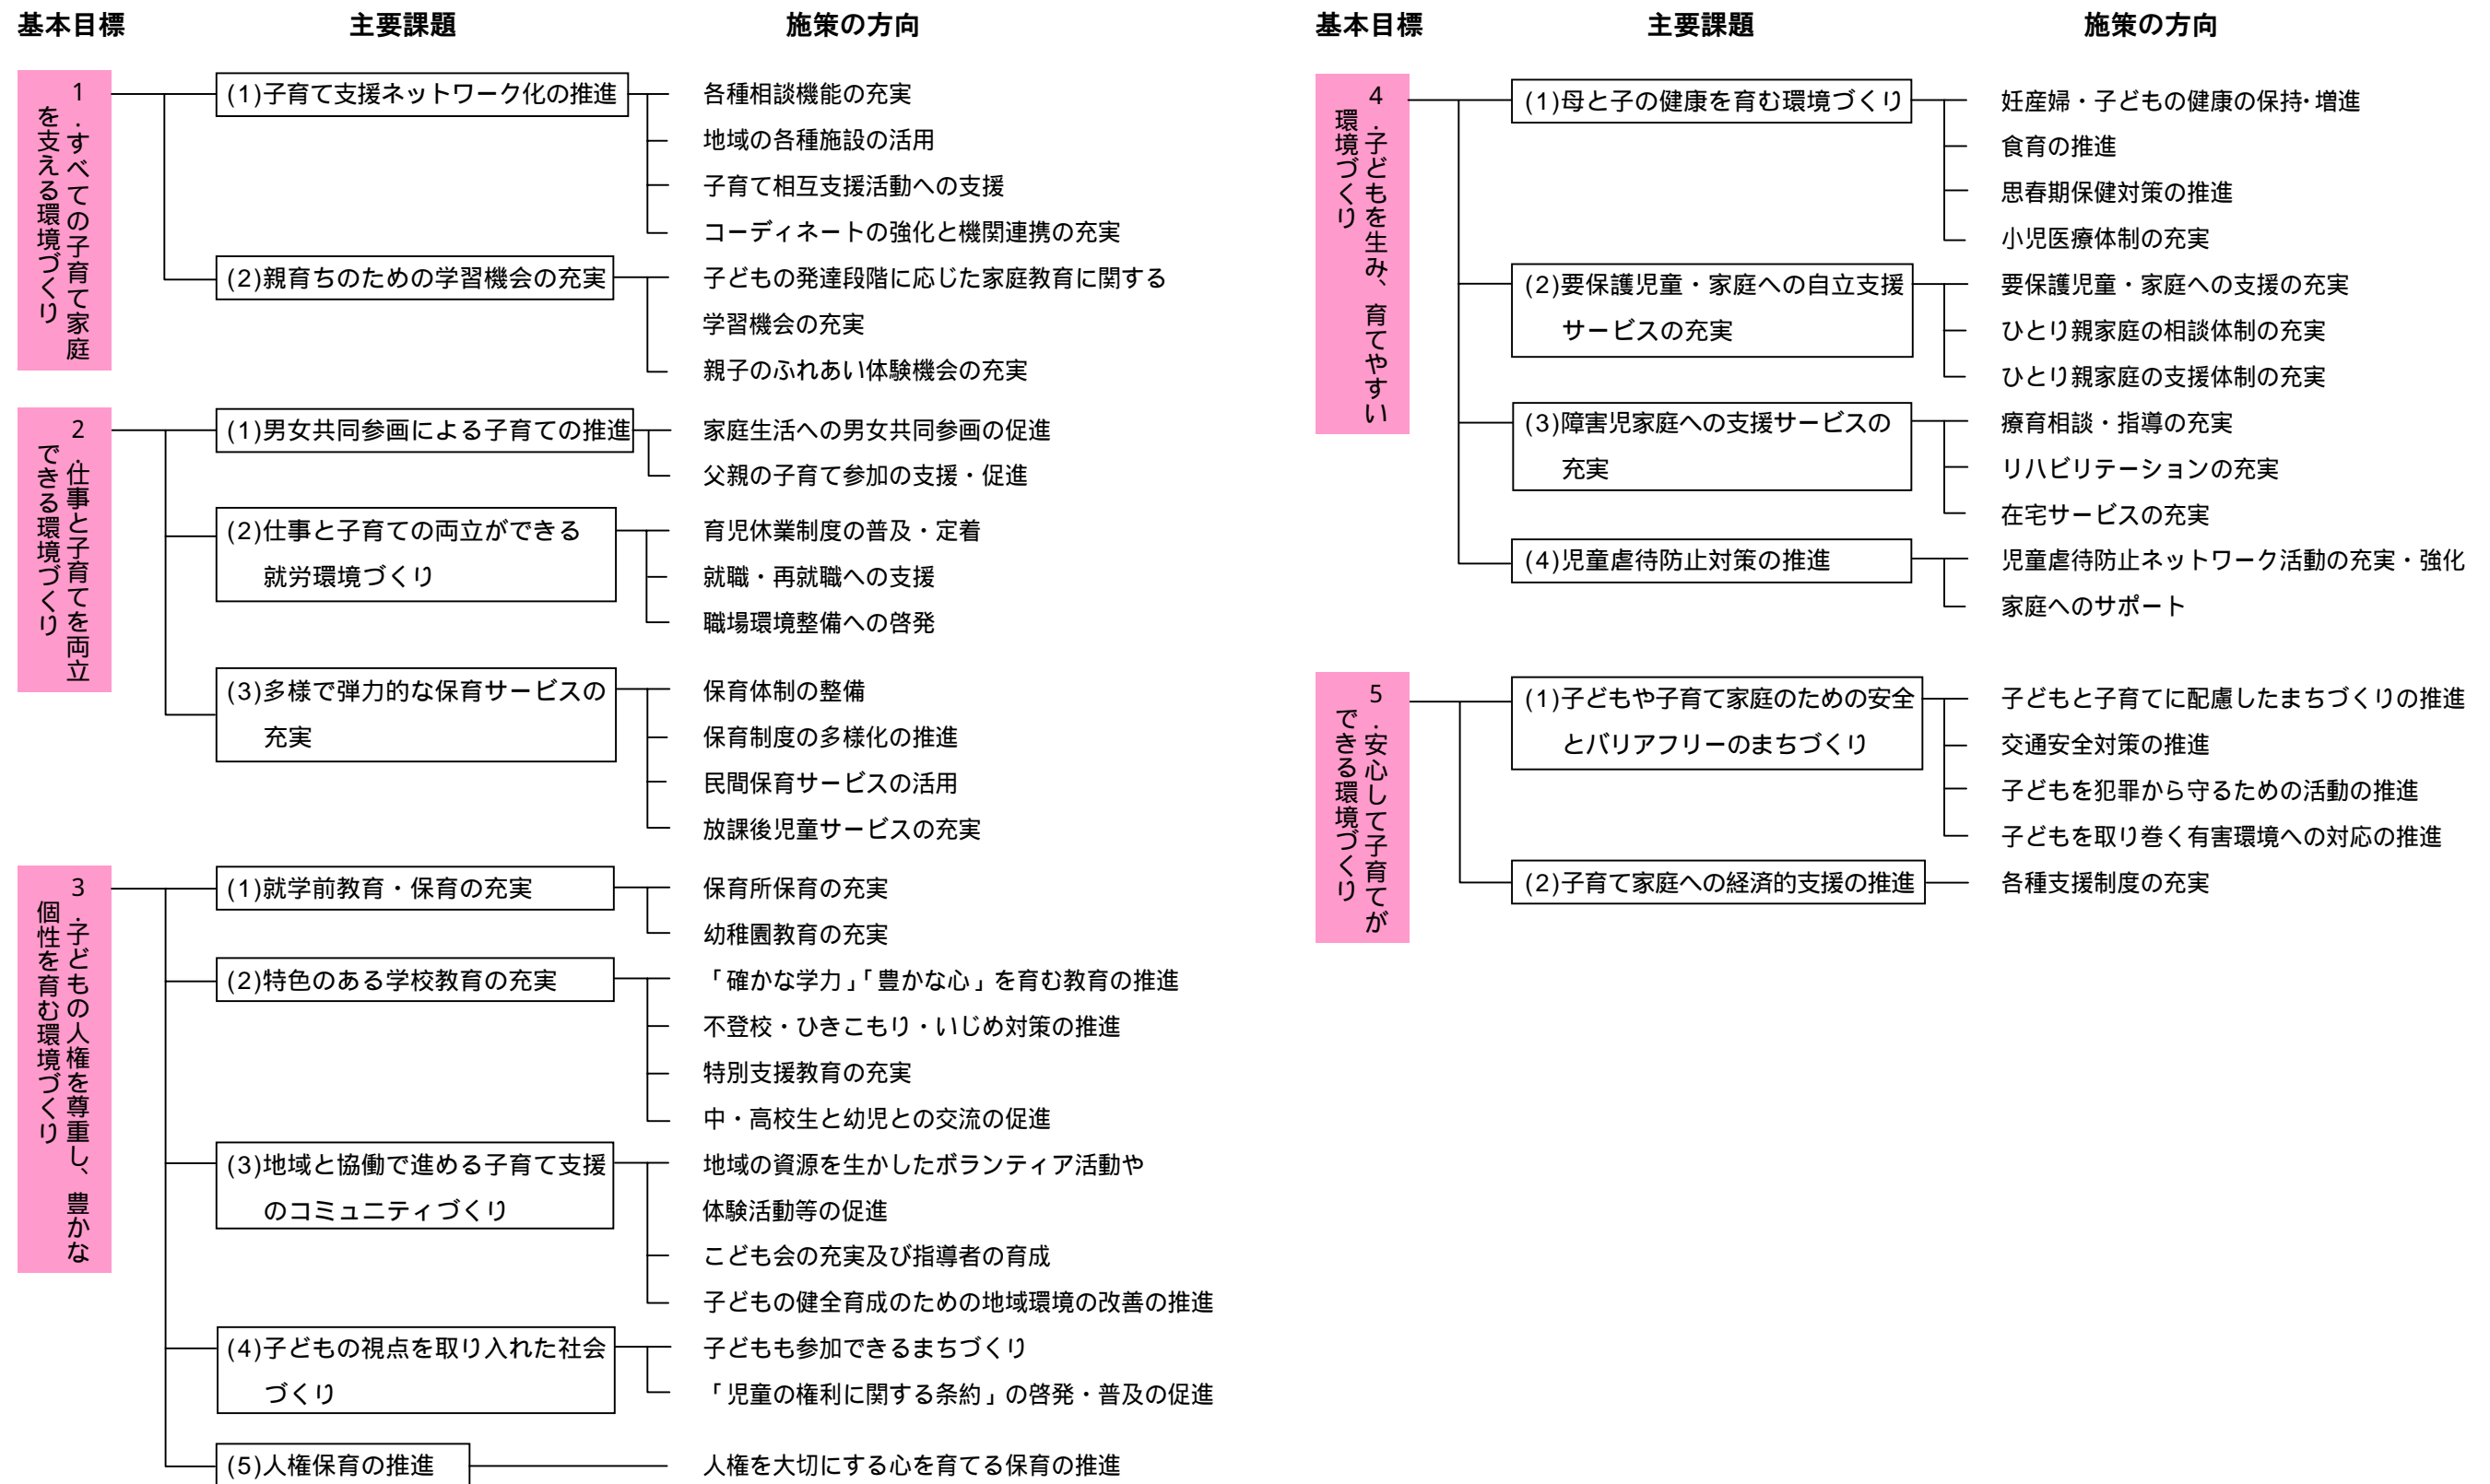 基本目標 主要課題 施策の方向
1．すべての子育て家庭
を支える環境づくり
(1)子育て支援ネットワーク化の推進
各種相談機能の充実
地域の各種施設の活用
子育て相互支援活動への支援
コーディネートの強化と機関連携の充実
(2)親育ちのための学習機会の充実
子どもの発達段階に応じた家庭教育に関する
学習機会の充実
親子のふれあい体験機会の充実
2．仕事と子育てを両立
できる環境づくり
(1)男女共同参画による子育ての推進
家庭生活への男女共同参画の促進
父親の子育て参加の支援・促進
(2)仕事と子育ての両立ができる
就労環境づくり
育児休業制度の普及・定着
就職・再就職への支援
職場環境整備への啓発
(3)多様で弾力的な保育サービスの
充実
保育体制の整備
保育制度の多様化の推進
民間保育サービスの活用
放課後児童サービスの充実
3．子どもの人権を尊重し、豊かな
個性を育む環境づくり
(1)就学前教育・保育の充実
保育所保育の充実
幼稚園教育の充実
(2)特色のある学校教育の充実
「確かな学力」「豊かな心」を育む教育の推進
不登校・ひきこもり・いじめ対策の推進
特別支援教育の充実
中・高校生と幼児との交流の促進
(3)地域と協働で進める子育て支援
のコミュニティづくり
地域の資源を生かしたボランティア活動や
体験活動等の促進
こども会の充実及び指導者の育成
子どもの健全育成のための地域環境の改善の推進
(4)子どもの視点を取り入れた社会
づくり
子どもも参加できるまちづくり
「児童の権利に関する条約」の啓発・普及の促進
(5)人権保育の推進
人権を大切にする心を育てる保育の推進
基本目標 主要課題 施策の方向
4．子どもを生み、育てやすい
環境づくり
(1)母と子の健康を育む環境づくり
妊産婦・子どもの健康の保持・増進
食育の推進
思春期保健対策の推進
小児医療体制の充実
(2)要保護児童・家庭への自立支援
サービスの充実
要保護児童・家庭への支援の充実
ひとり親家庭の相談体制の充実
ひとり親家庭の支援体制の充実
(3)障害児家庭への支援サービスの
充実
療育相談・指導の充実
リハビリテーションの充実
在宅サービスの充実
(4)児童虐待防止対策の推進
児童虐待防止ネットワーク活動の充実・強化
家庭へのサポート
5．安心して子育てが
できる環境づくり
(1)子どもや子育て家庭のための安全
とバリアフリーのまちづくり
子どもと子育てに配慮したまちづくりの推進
交通安全対策の推進
子どもを犯罪から守るための活動の推進
子どもを取り巻く有害環境への対応の推進
(2)子育て家庭への経済的支援の推進
各種支援制度の充実